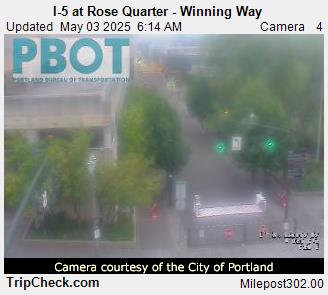 I-5 at Rose Quarter - Winning Way
Updated May 03 2025 6:14 AM Camera 4
PBOT
PORTLAND BUREAU OF TRANSPORTATION
Camera courtesy of the City of Portland
TripCheck.com Milepost302.00